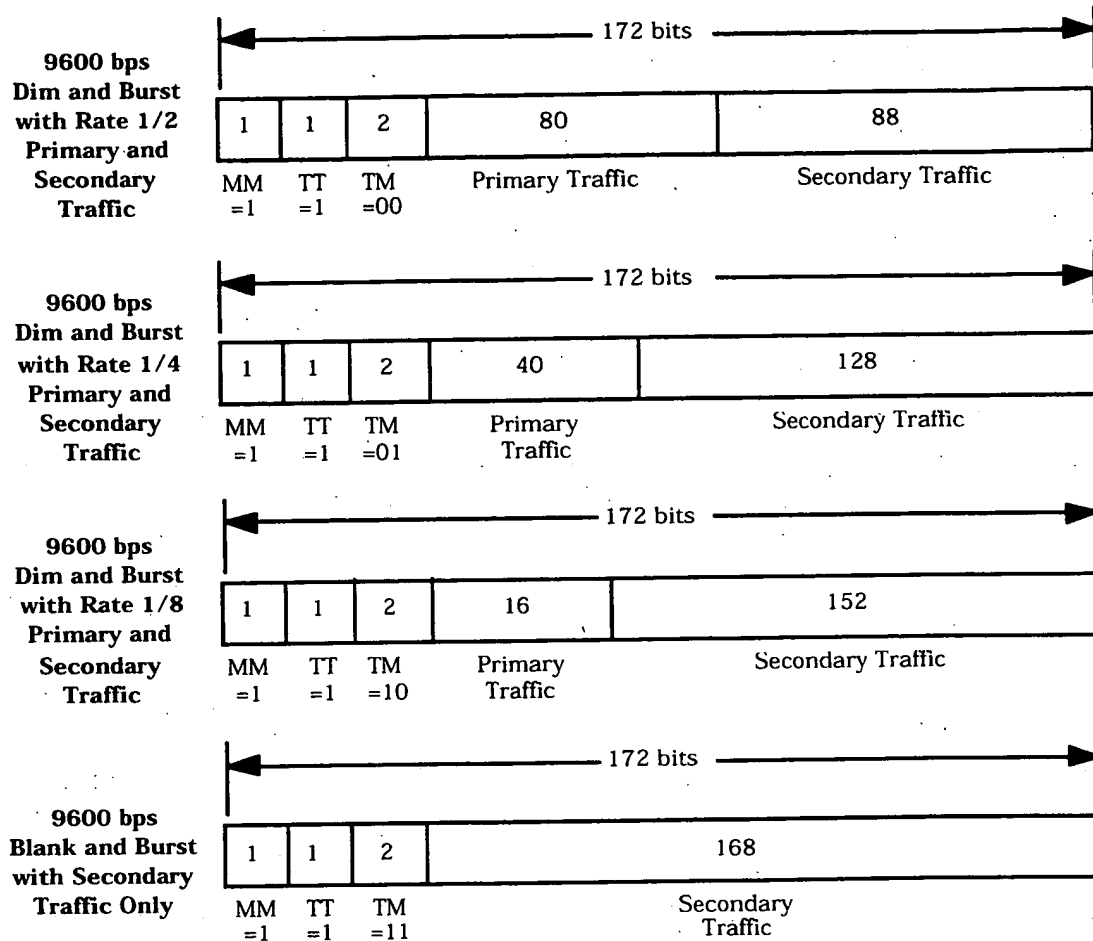 172 bits
9600 bps
Dim and Burst
with Rate 1/2
Primary and
Secondary
Traffic
1 1 2 80 88
MM TT TM Primary Traffic Secondary Traffic
=1 =1 =00
172 bits
9600 bps
Dim and Burst
with Rate 1/4
Primary and
Secondary
Traffic
1 1 2 40 128
MM TT TM Primary Secondary Traffic
=1 =1 =01 Traffic
172 bits
9600 bps
Dim and Burst
with Rate 1/8
Primary and
Secondary
Traffic
1 1 2 16 152
MM TT TM Primary Secondary Traffic
=1 =1 =10 Traffic
172 bits
9600 bps
Blank and Burst
with Secondary
Traffic Only
1 1 2 168
MM TT TM Secondary
=1 =1 =11 Traffic